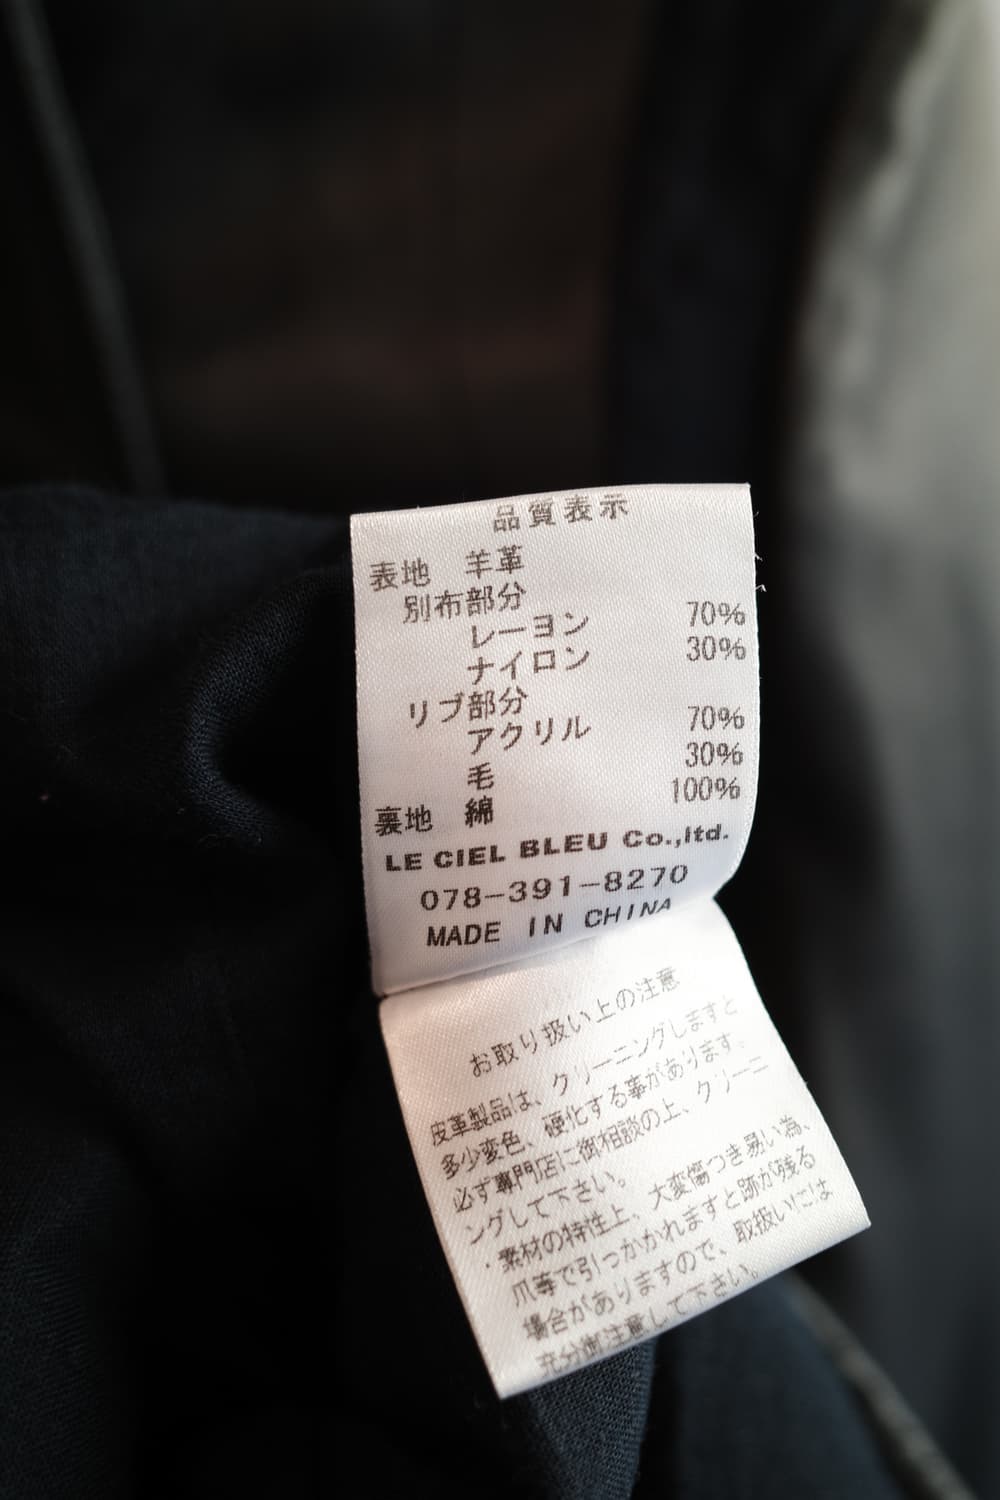 品質表示
表地 羊革
別布部分
レーヨン 70%
ナイロン 30%
リブ部分
アクリル 70%
毛 30%
裏地 綿 100%
LE CIEL BLEU Co.,ltd.
078-391-8270
MADE IN CHINA
お取り扱い上の注意
皮革製品は、クリーニングしますと
多少変色、硬化する事があります。
必ず専門店に御相談の上、クリーニ
ングして下さい。
・素材の特性上、大変傷つき易い為、
爪等で引っかかれますと跡が残る
場合がありますので、取扱いには
充分御注意して下さい。